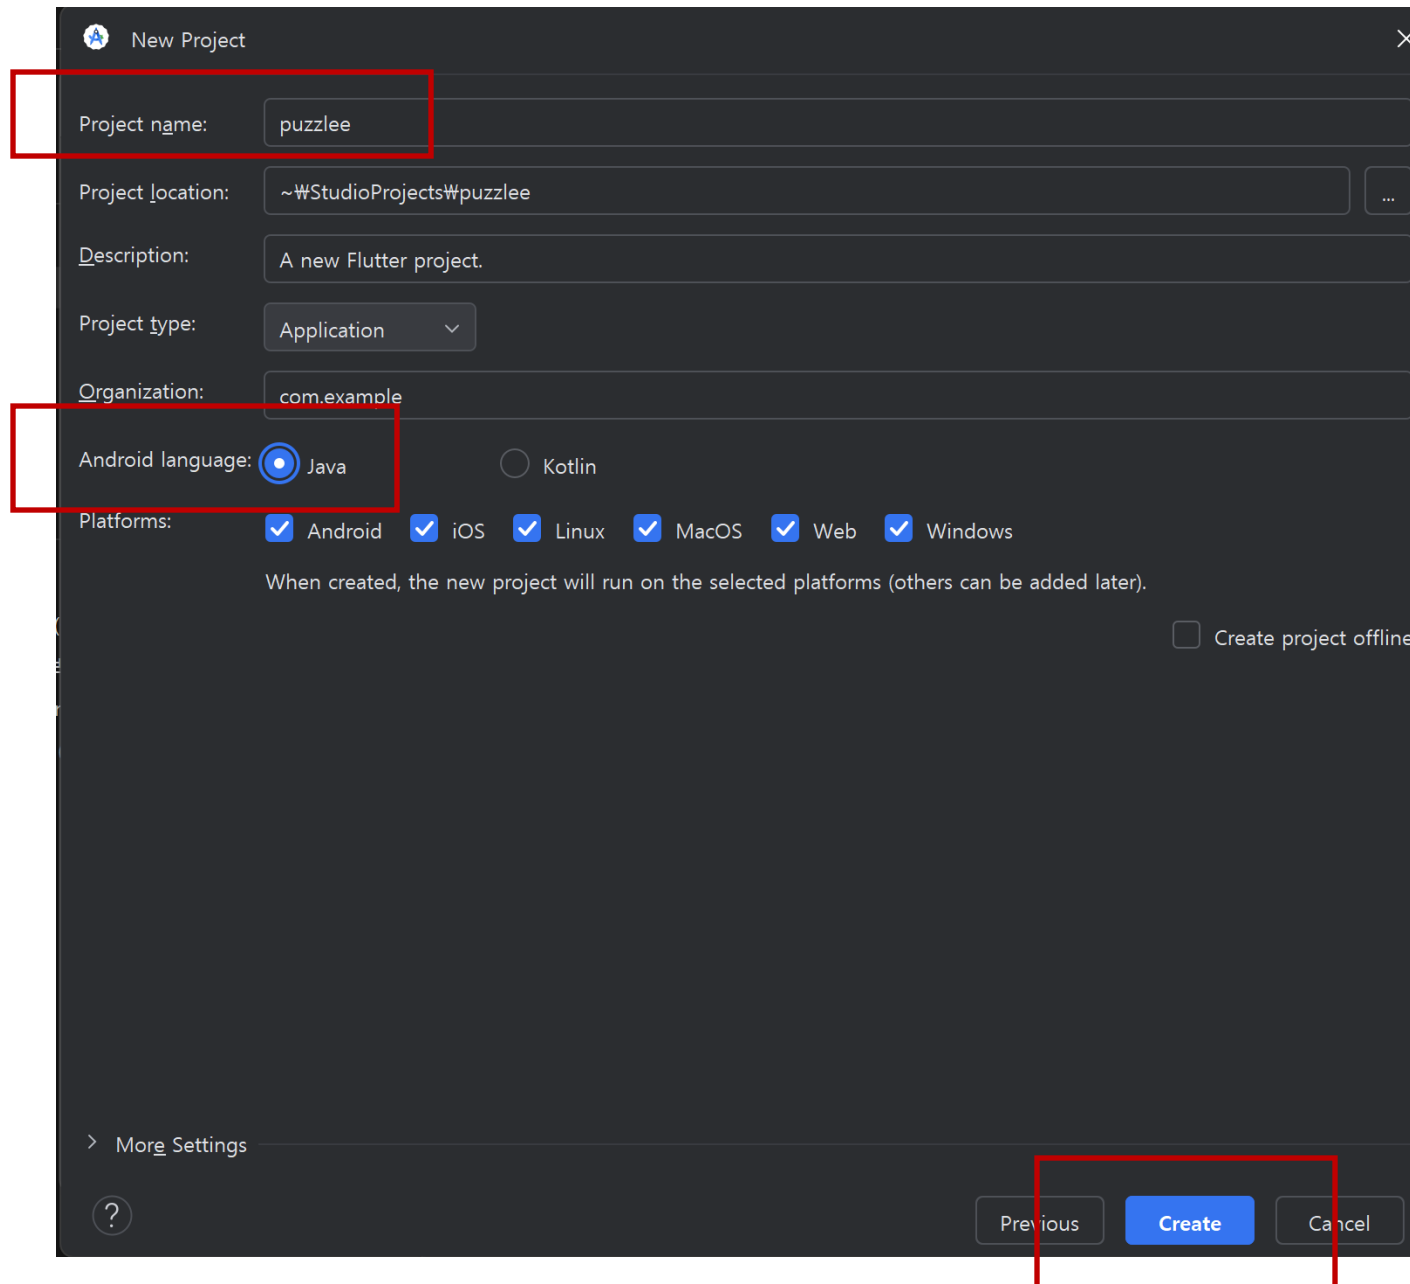 New Project
Project name: puzzlee
Project location: ~₩StudioProjects₩puzzlee ...
Description: A new Flutter project.
Project type: Application
Organization: com.example
Android language: Java Kotlin
Platforms: Android iOS Linux MacOS Web Windows
When created, the new project will run on the selected platforms (others can be added later).
Create project offline
More Settings
? Previous Create Cancel